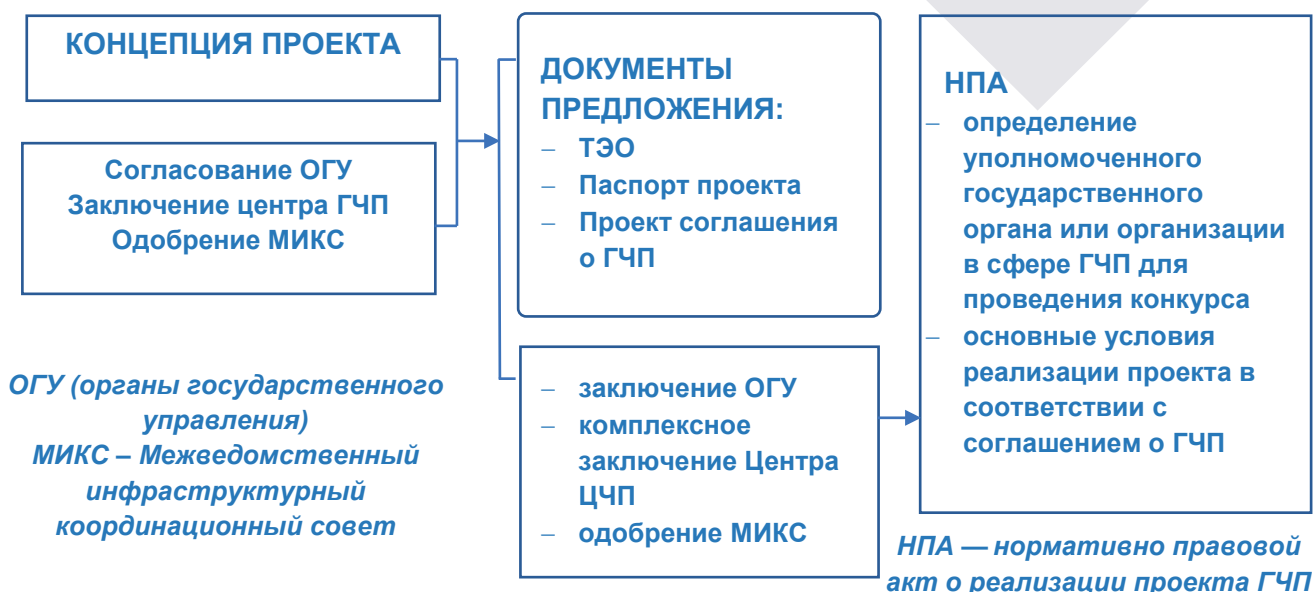 КОНЦЕПЦИЯ ПРОЕКТА
Согласование ОГУ
Заключение центра ГЧП
Одобрение МИКС
ОГУ (органы государственного
управления)
МИКС – Межведомственный
инфраструктурный
координационный совет
ДОКУМЕНТЫ
ПРЕДЛОЖЕНИЯ:
– ТЭО
– Паспорт проекта
– Проект соглашения
о ГЧП
– заключение ОГУ
– комплексное
заключение Центра
ЦЧП
– одобрение МИКС
НПА
– определение
уполномоченного
государственного
органа или организации
в сфере ГЧП для
проведения конкурса
– основные условия
реализации проекта в
соответствии с
соглашением о ГЧП
НПА — нормативно правовой
акт о реализации проекта ГЧП